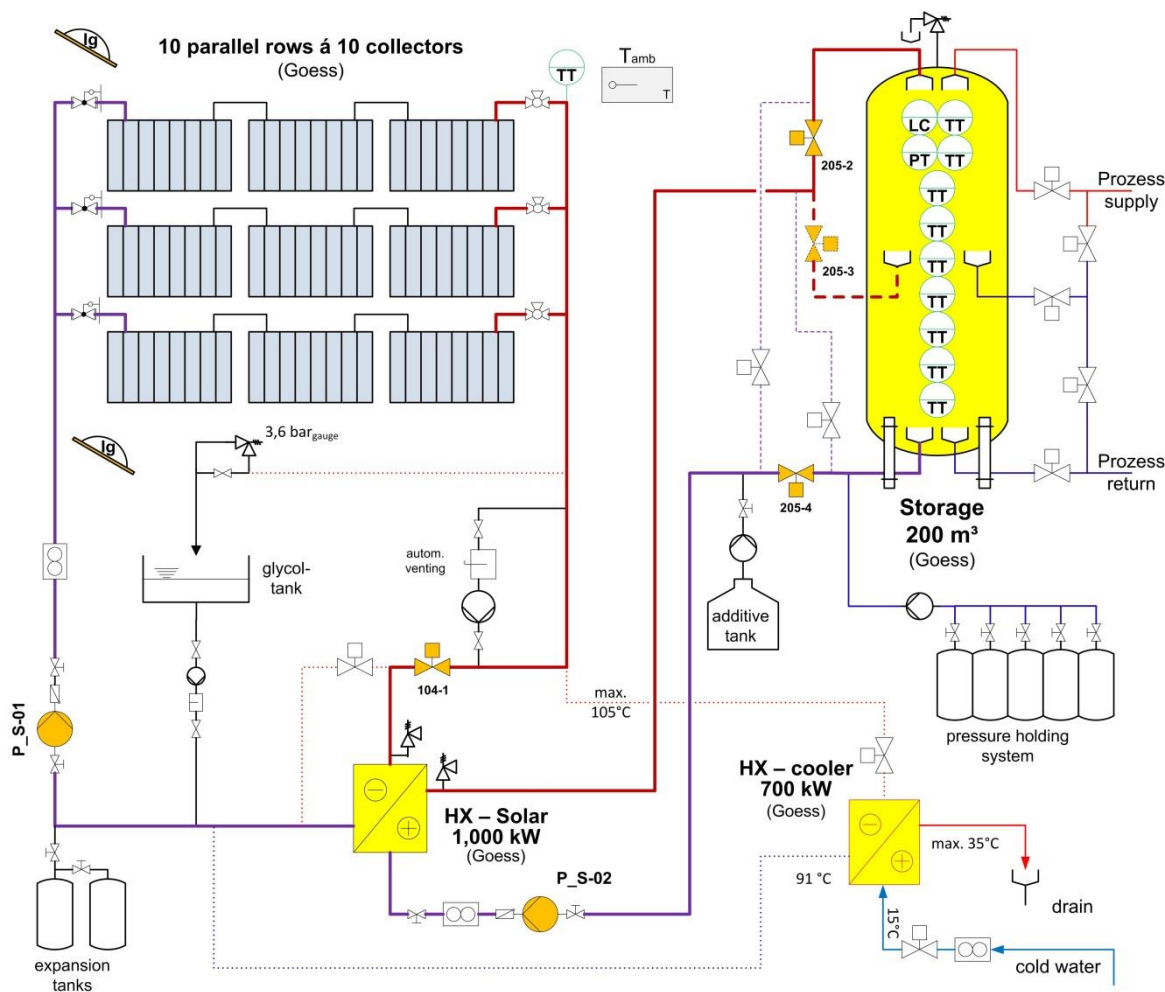 Ig
10 parallel rows á 10 collectors
(Goess)
TT
Tamb
T
LC
TT
PT
TT
TT
TT
TT
TT
TT
TT
TT
205-2
205-3
Prozess
supply
Ig
3,6 bar gauge
glycol-
tank
autom.
venting
104-1
max.
105°C
P_S-01
205-4
additive
tank
Storage
200 m³
(Goess)
Prozess
return
pressure holding
system
HX – Solar
1,000 kW
(Goess)
P_S-02
HX – cooler
700 kW
(Goess)
max. 35°C
91 °C
15°C
drain
cold water
expansion
tanks